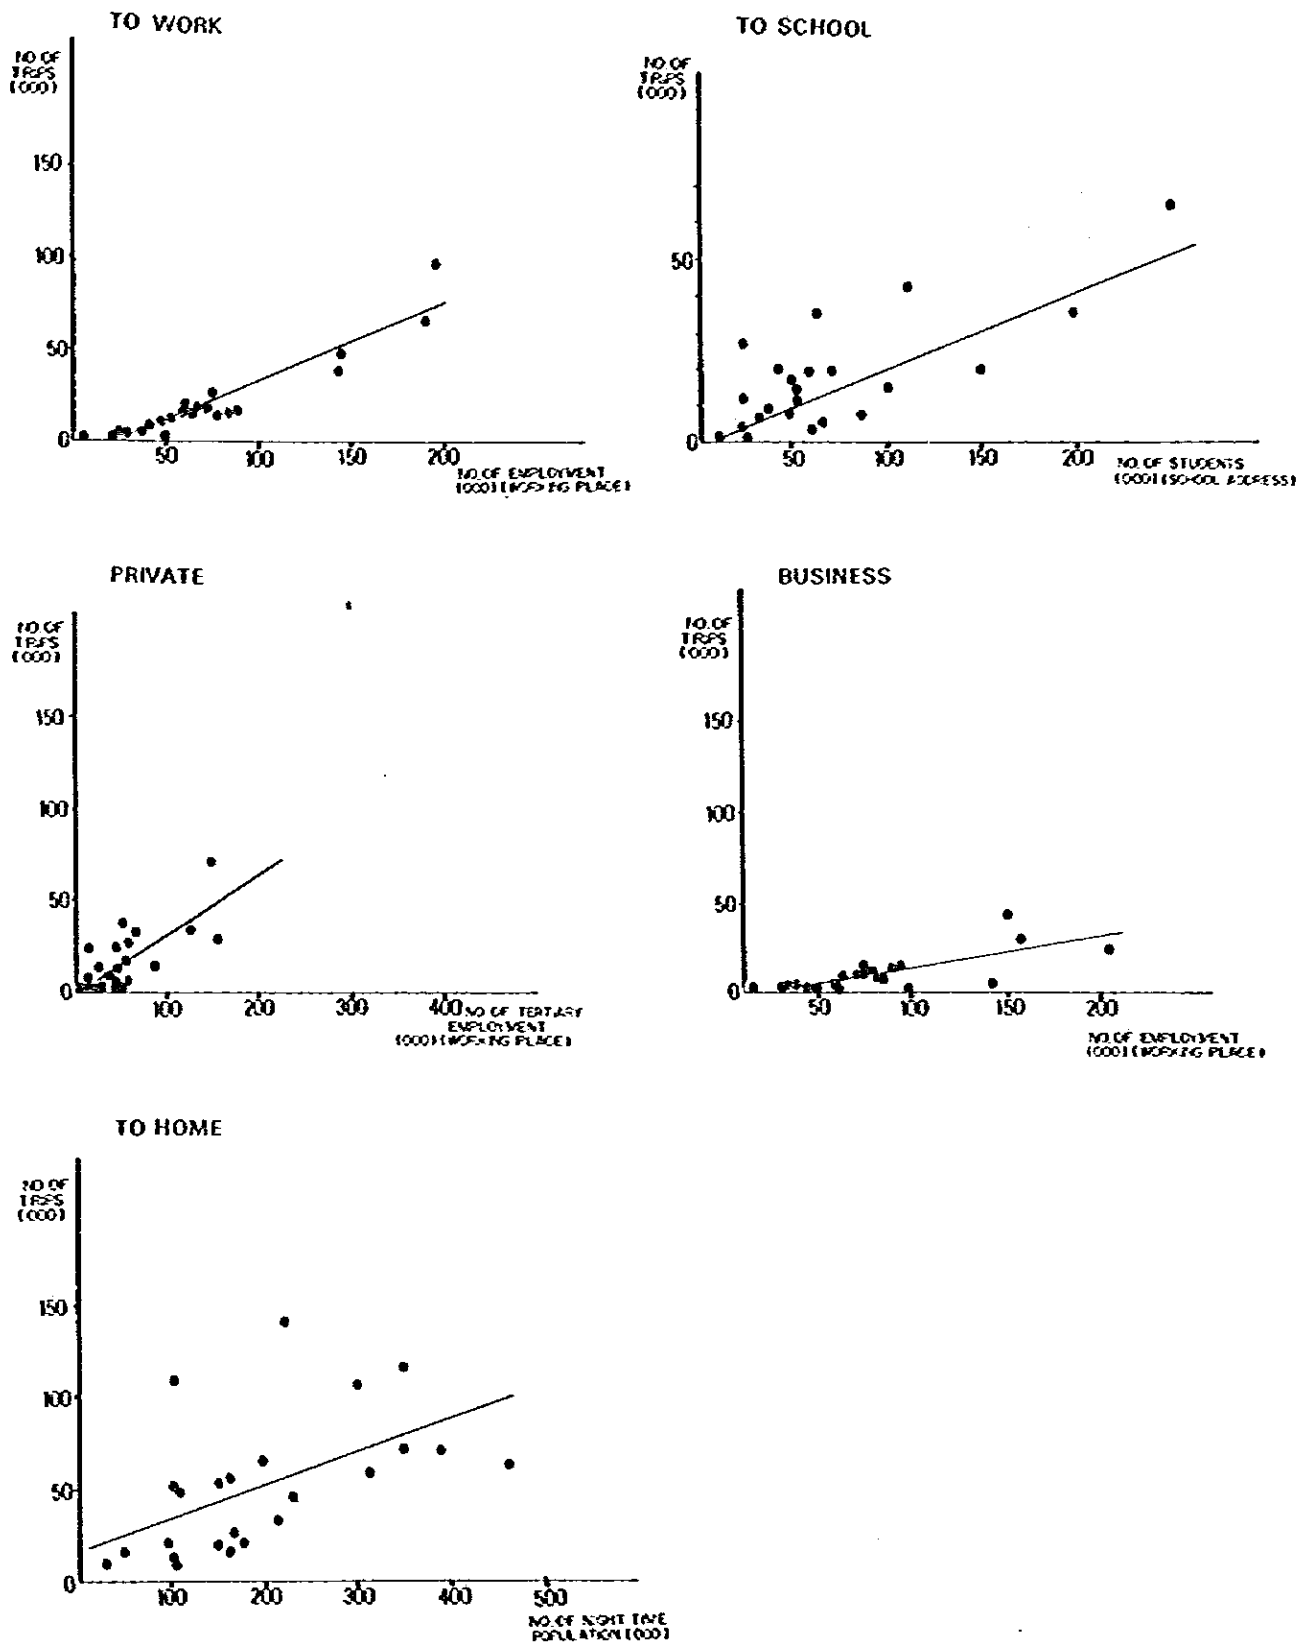 TO WORK
NO.OF
TRIPS
(000)
150
100
50
0
50
100
150
200
NO.OF EMPLOYMENT
(000)(WORKING PLACE)
TO SCHOOL
NO.OF
TRIPS
(000)
50
0
50
100
150
200
NO.OF STUDENTS
(000)(SCHOOL ADDRESS)
PRIVATE
NO.OF
TRIPS
(000)
150
100
50
0
100
200
300
400
NO.OF TERTIARY
EMPLOYMENT
(000)(WORKING PLACE)
BUSINESS
NO.OF
TRIPS
(000)
150
100
50
0
50
100
150
200
NO.OF EMPLOYMENT
(000)(WORKING PLACE)
TO HOME
NO.OF
TRIPS
(000)
150
100
50
0
100
200
300
400
500
NO.OF NIGHT TIME
POPULATION (000)